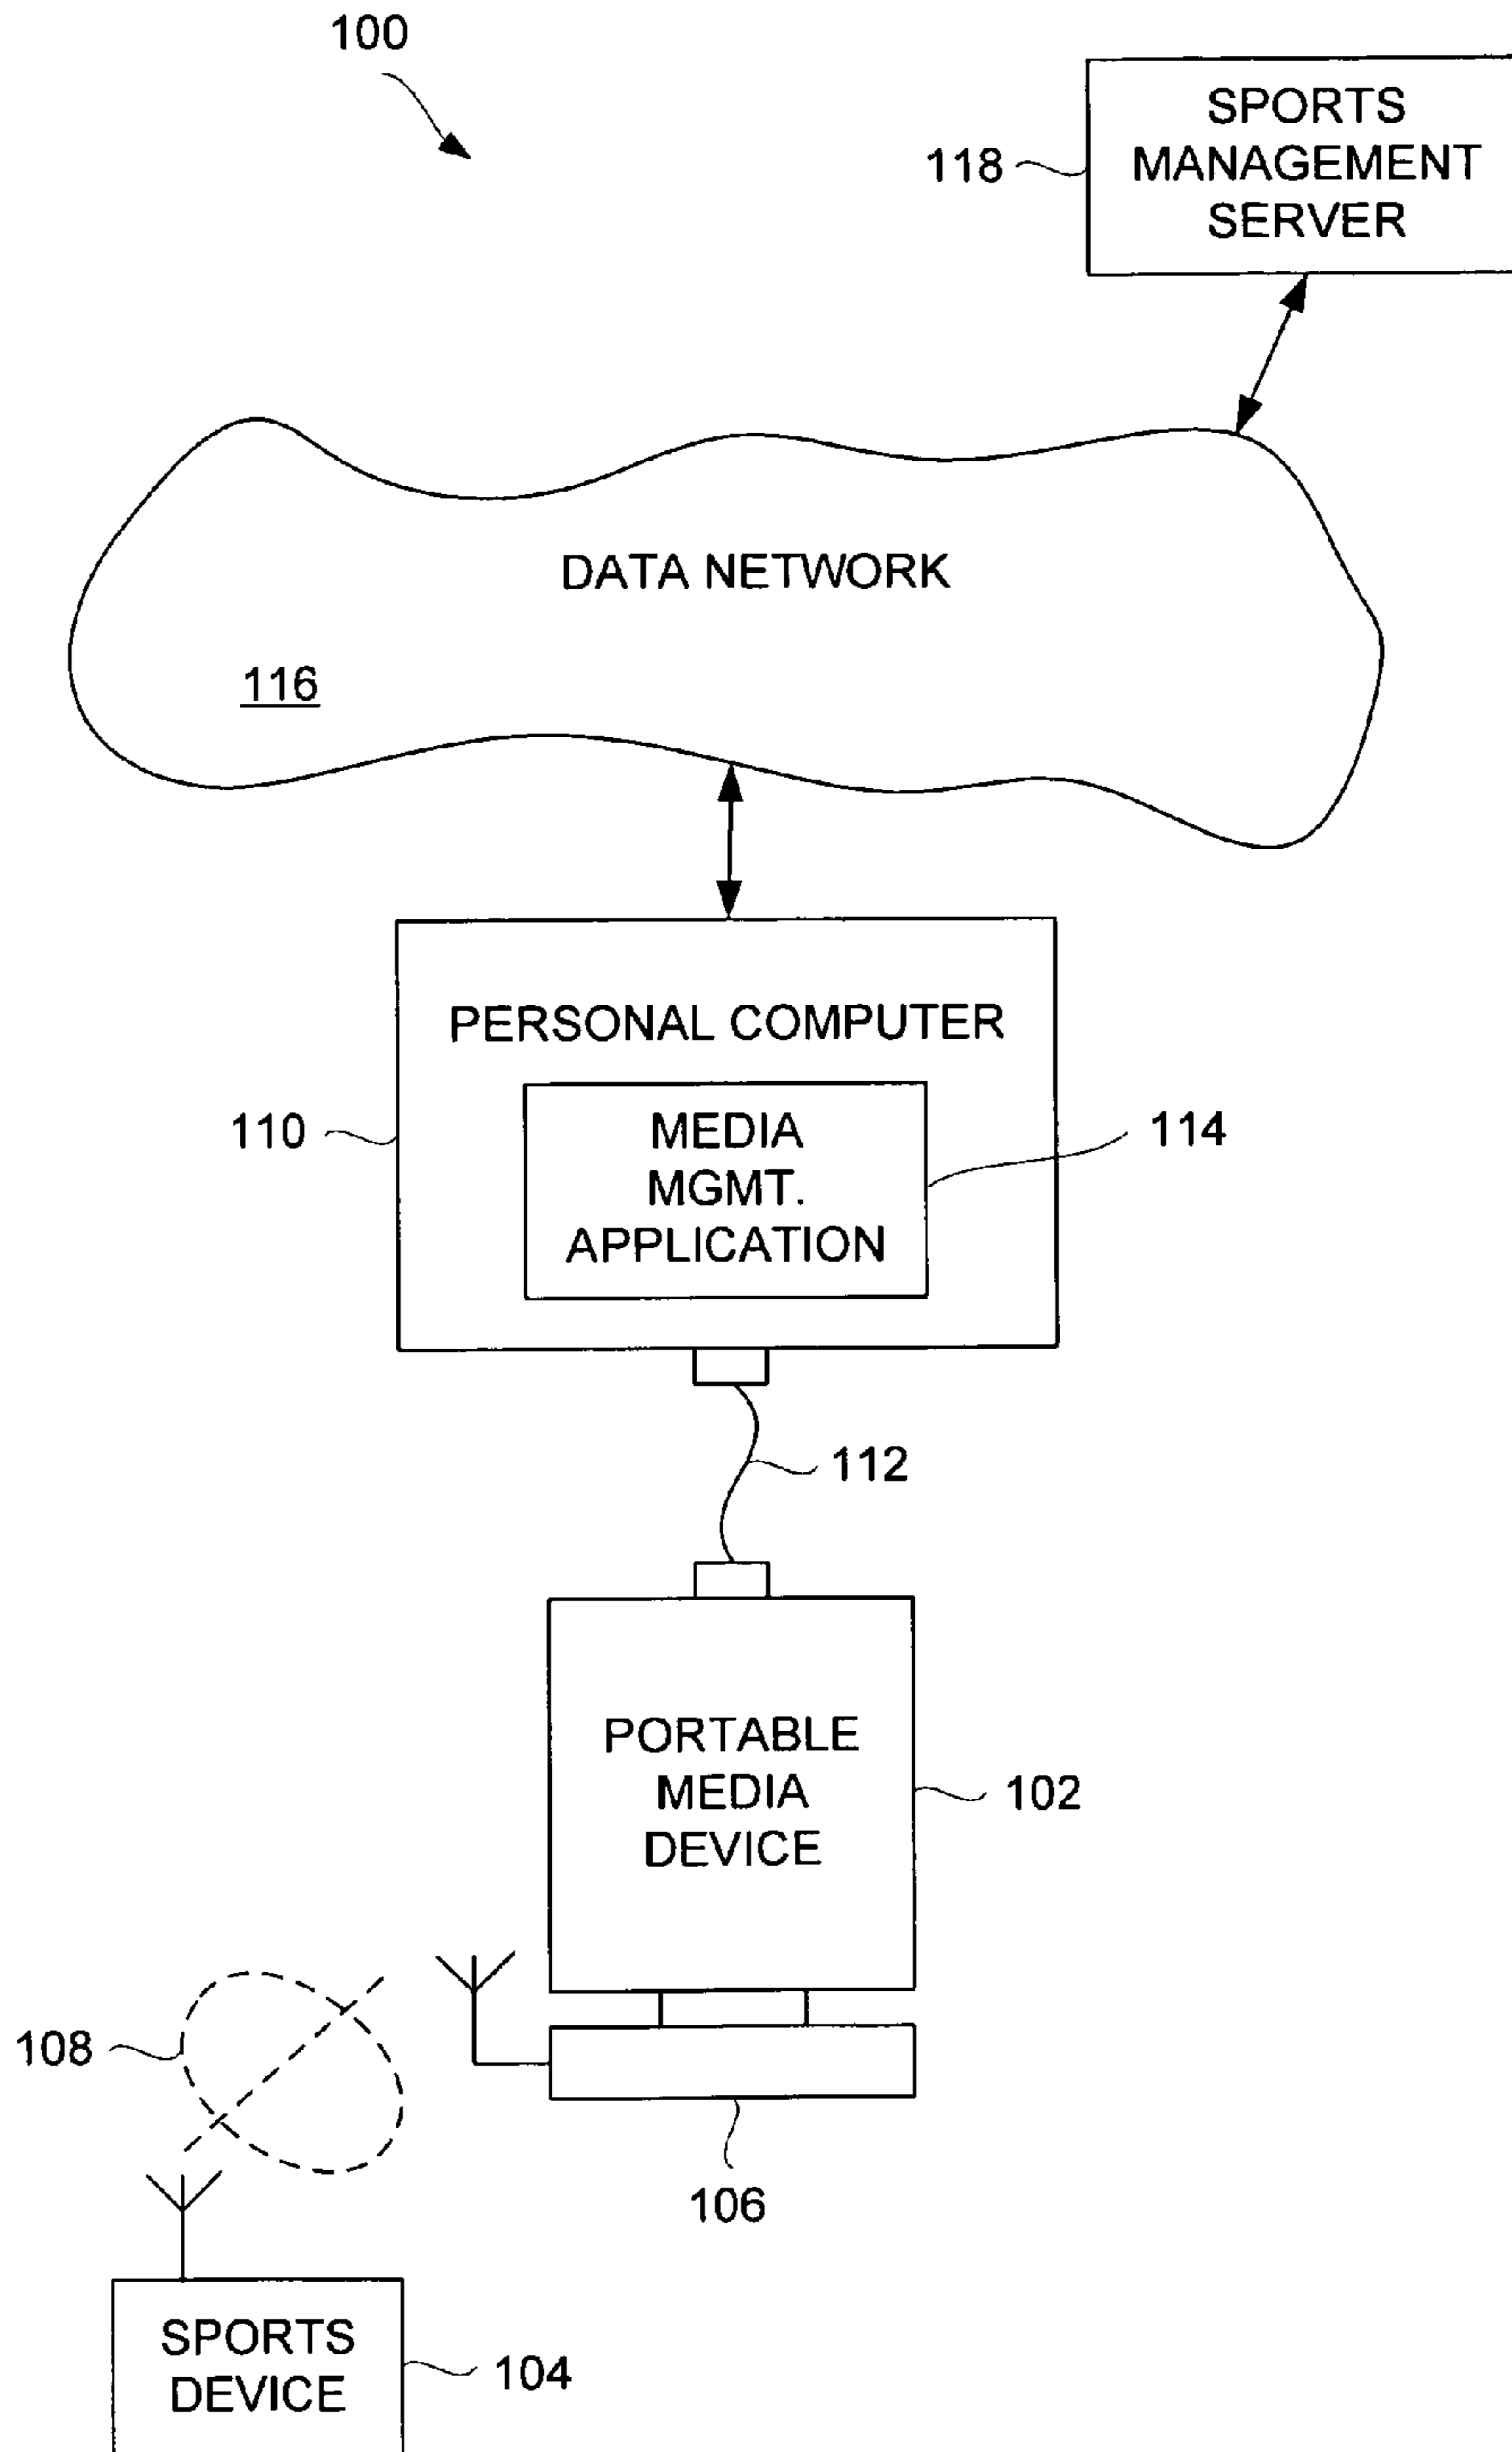 100
SPORTS
MANAGEMENT
SERVER
118
DATA NETWORK
116
PERSONAL COMPUTER
110
MEDIA
MGMT.
APPLICATION
114
112
PORTABLE
MEDIA
DEVICE
102
108
106
SPORTS
DEVICE
104